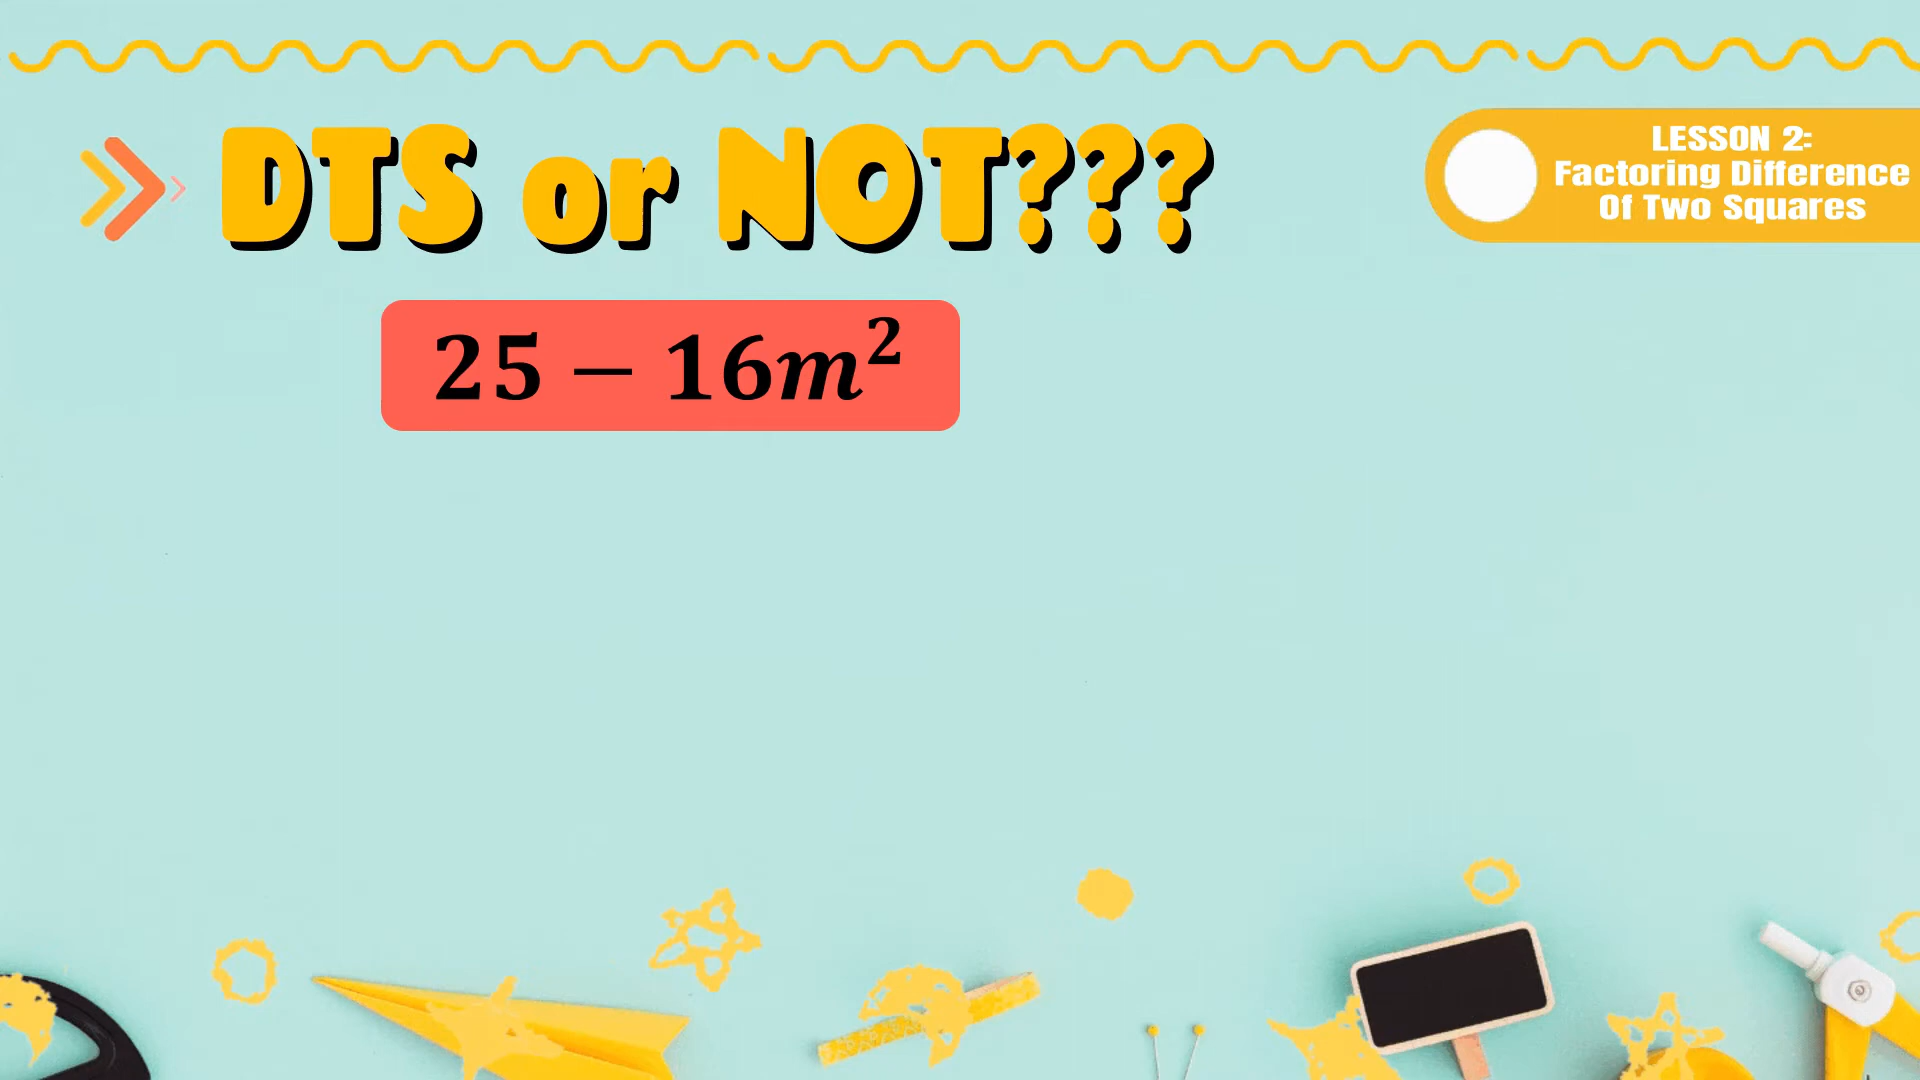 DTS or NOT???
LESSON 2:
Factoring Difference
Of Two Squares
25 − 16m²